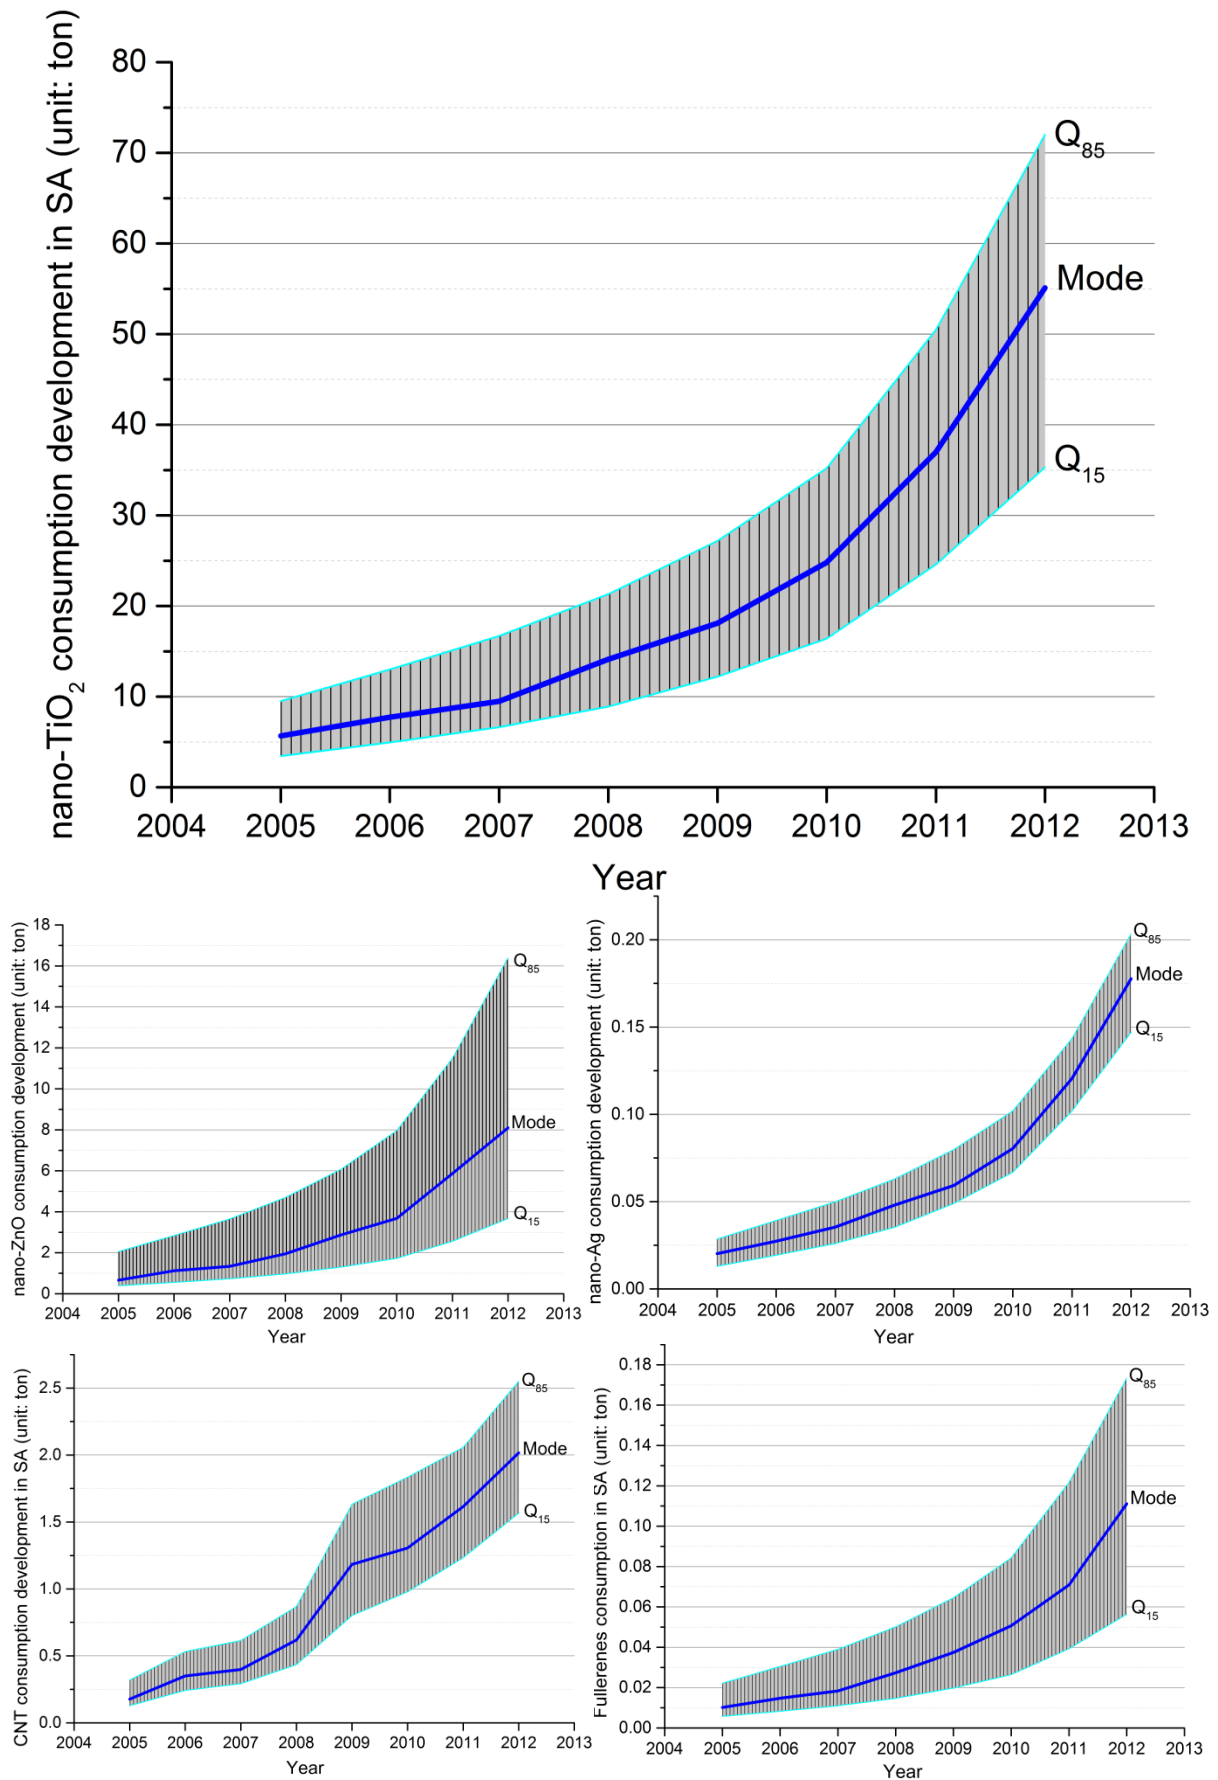 nano-TiO₂ consumption development in SA (unit: ton)
80
70
60
50
40
30
20
10
0
Q₈₅
Mode
Q₁₅
2004 2005 2006 2007 2008 2009 2010 2011 2012 2013
Year
nano-ZnO consumption development (unit: ton)
18
16
14
12
10
8
6
4
2
0
Q₈₅
Mode
Q₁₅
2004 2005 2006 2007 2008 2009 2010 2011 2012 2013
Year
nano-Ag consumption development (unit: ton)
0.20
0.15
0.10
0.05
0.00
Q₈₅
Mode
Q₁₅
2004 2005 2006 2007 2008 2009 2010 2011 2012 2013
Year
CNT consumption development in SA (unit: ton)
2.5
2.0
1.5
1.0
0.5
0.0
Q₈₅
Mode
Q₁₅
2004 2005 2006 2007 2008 2009 2010 2011 2012 2013
Year
Fullerenes consumption in SA (unit: ton)
0.18
0.16
0.14
0.12
0.10
0.08
0.06
0.04
0.02
0.00
Q₈₅
Mode
Q₁₅
2004 2005 2006 2007 2008 2009 2010 2011 2012 2013
Year